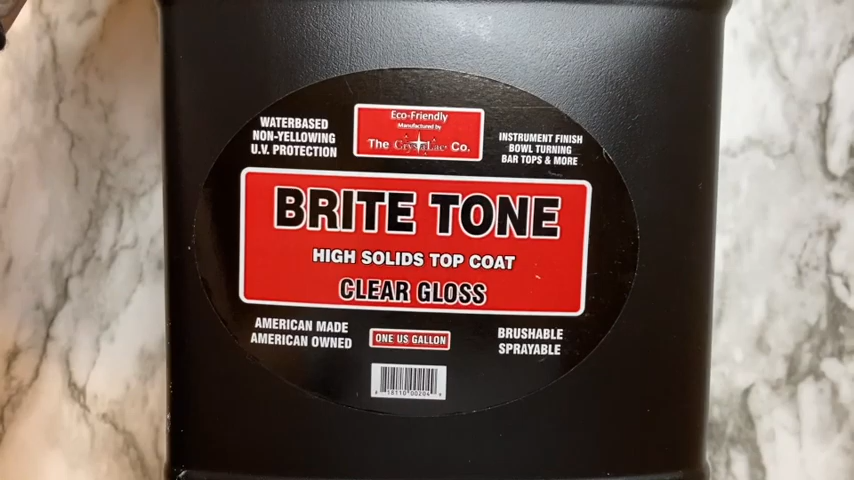 WATERBASED
NON-YELLOWING
U.V. PROTECTION
Eco-Friendly
Manufactured by
The CrystaLac Co.
INSTRUMENT FINISH
BOWL TURNING
BAR TOPS & MORE
BRITE TONE
HIGH SOLIDS TOP COAT
CLEAR GLOSS
AMERICAN MADE
AMERICAN OWNED
ONE US GALLON
BRUSHABLE
SPRAYABLE